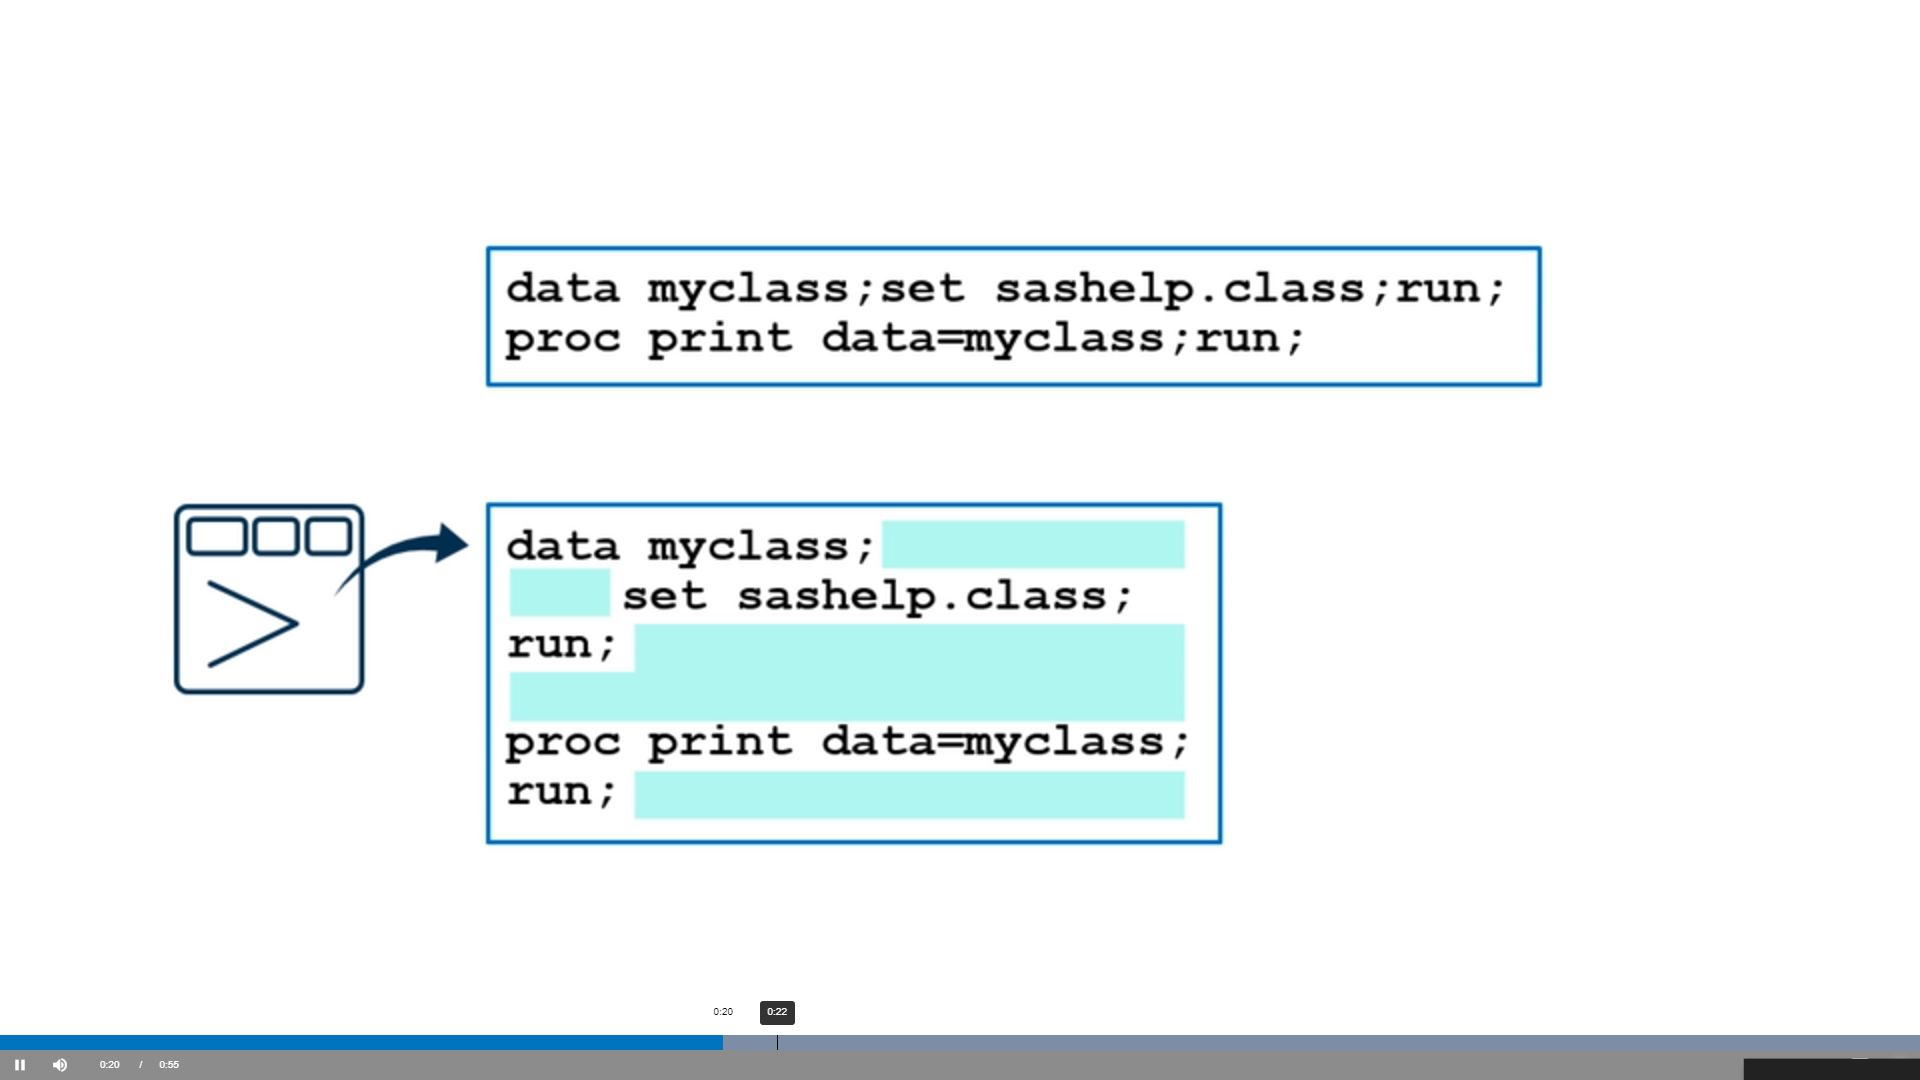 data myclass;set sashelp.class;run;
proc print data=myclass;run;
data myclass;
set sashelp.class;
run;
proc print data=myclass;
run;
0:20
0:22
0:20 / 0:55